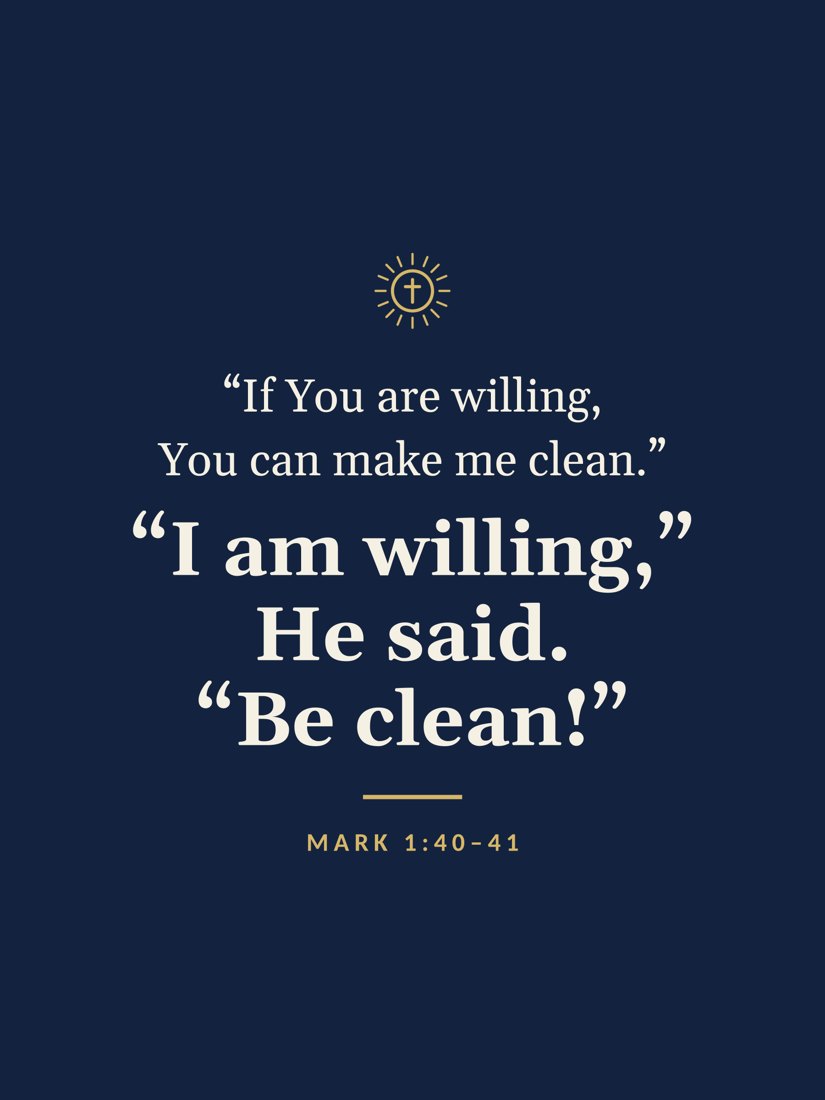 “If You are willing,
You can make me clean.”
“I am willing,”
He said.
“Be clean!”
MARK 1:40–41